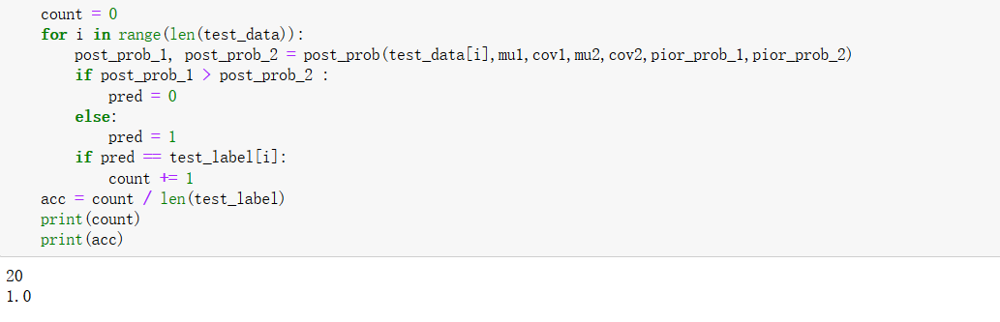 count = 0
for i in range(len(test_data)):
    post_prob_1, post_prob_2 = post_prob(test_data[i],mu1,cov1,mu2,cov2,pior_prob_1,pior_prob_2)
    if post_prob_1 > post_prob_2 :
        pred = 0
    else:
        pred = 1
    if pred == test_label[i]:
        count += 1
acc = count / len(test_label)
print(count)
print(acc)
20
1.0